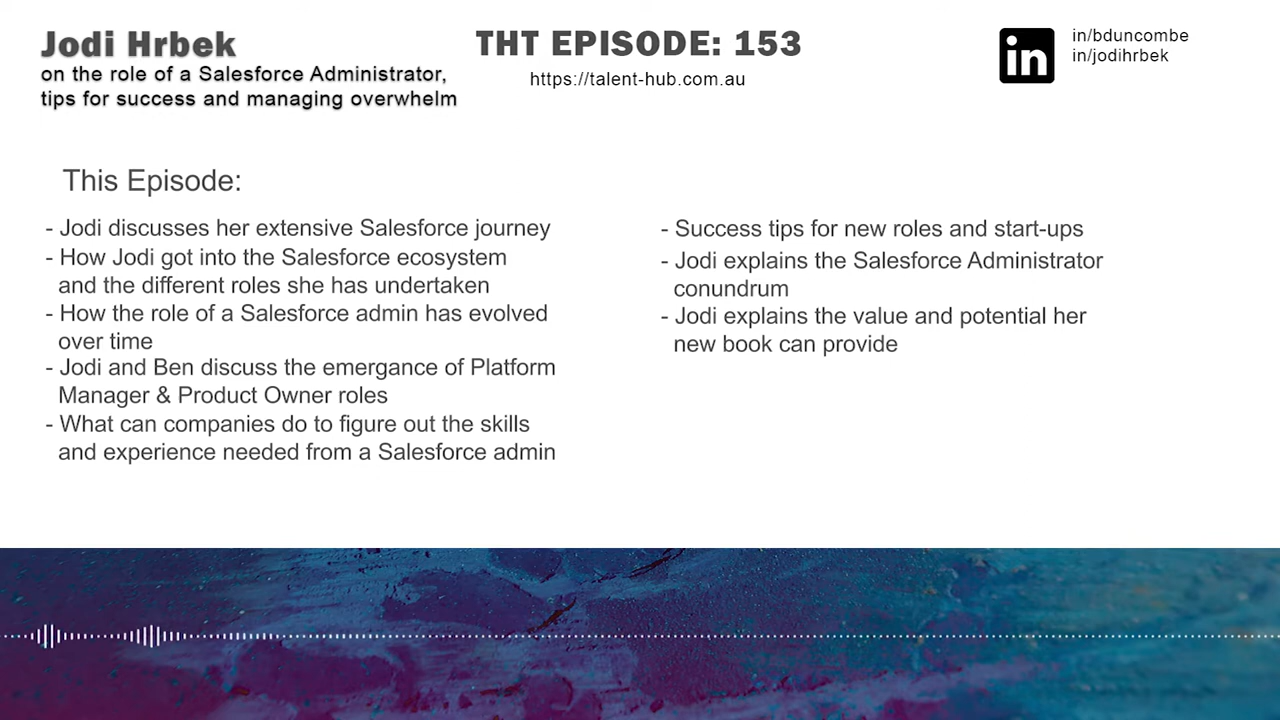 Jodi Hrbek
on the role of a Salesforce Administrator,
tips for success and managing overwhelm
THT EPISODE: 153
https://talent-hub.com.au
in
in/bduncombe
in/jodihrbek
This Episode:
- Jodi discusses her extensive Salesforce journey
- How Jodi got into the Salesforce ecosystem
and the different roles she has undertaken
- How the role of a Salesforce admin has evolved
over time
- Jodi and Ben discuss the emergance of Platform
Manager & Product Owner roles
- What can companies do to figure out the skills
and experience needed from a Salesforce admin
- Success tips for new roles and start-ups
- Jodi explains the Salesforce Administrator
conundrum
- Jodi explains the value and potential her
new book can provide